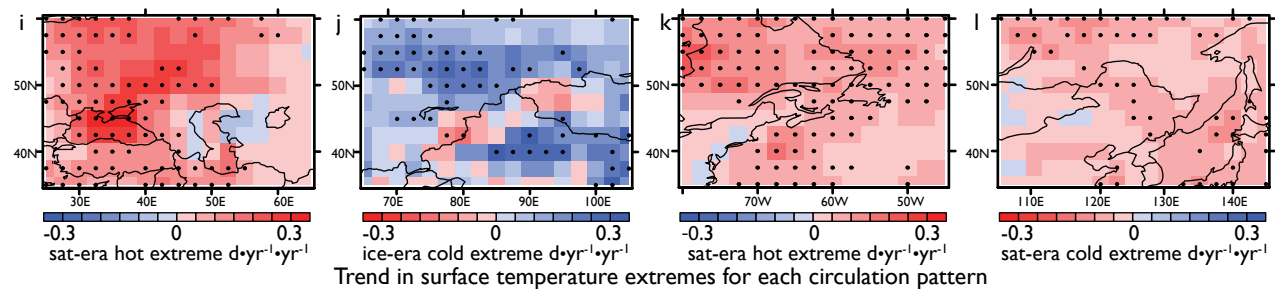 i j k l
50N 50N 50N 50N
40N 40N 40N 40N
30E 40E 50E 60E 70E 80E 90E 100E 70W 60W 50W 110E 120E 130E 140E
-0.3 0 0.3 -0.3 0 0.3 -0.3 0 0.3 -0.3 0 0.3
sat-era hot extreme d•yr⁻¹•yr⁻¹ ice-era cold extreme d•yr⁻¹•yr⁻¹ sat-era hot extreme d•yr⁻¹•yr⁻¹ sat-era cold extreme d•yr⁻¹•yr⁻¹
Trend in surface temperature extremes for each circulation pattern